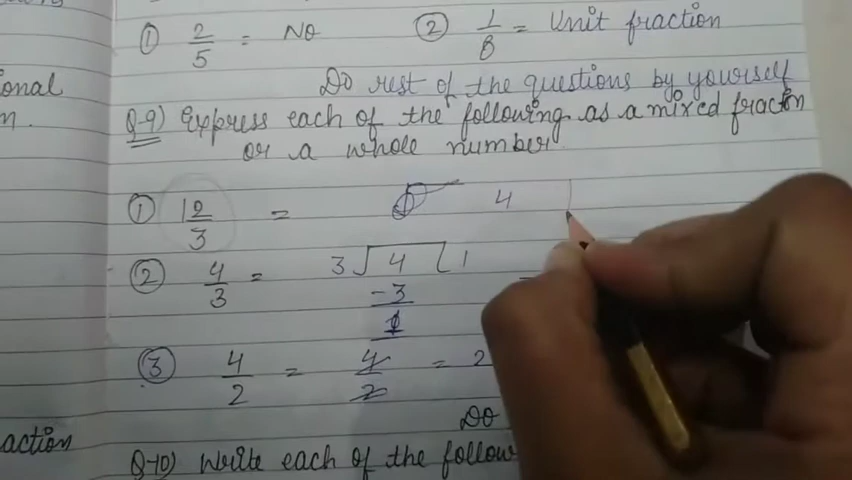 ① 2/5 = No ② 1/8 = Unit fraction
onal Do rest of the questions by yourself
n. Q-9) Express each of the following as a mixed fraction
or a whole number
① 12/3 = 4
② 4/3 = 3 4 1
-3
1
③ 4/2 = 4/2 = 2
Do
action
Q-10) Write each of the follow